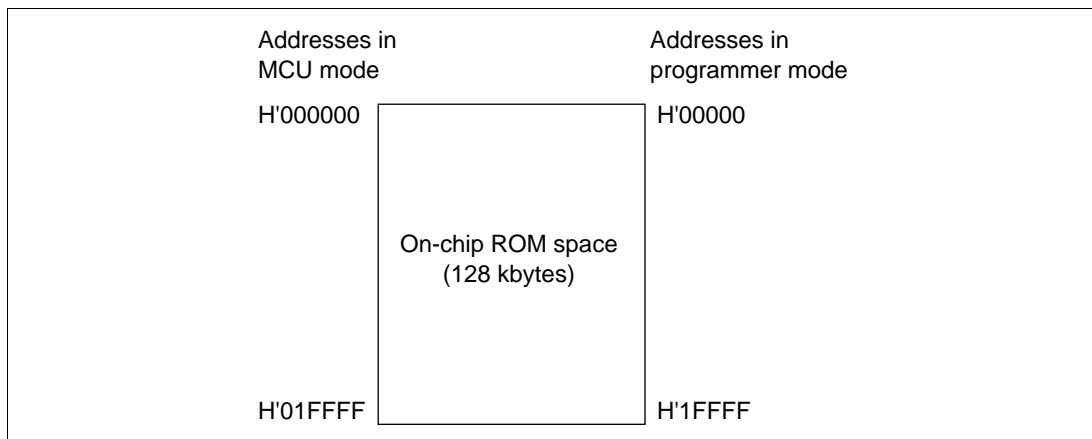 Addresses in
MCU mode
Addresses in
programmer mode
H'000000
H'00000
On-chip ROM space
(128 kbytes)
H'01FFFF
H'1FFFF